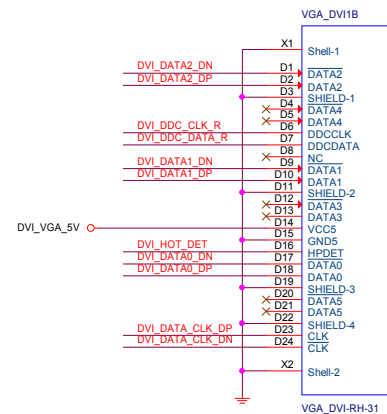 VGA_DVI1B
X1 Shell-1
DVI_DATA2_DN D1 DATA2
DVI_DATA2_DP D2 DATA2
D3 SHIELD-1
D4 DATA4
D5 DATA4
DVI_DDC_CLK_R D6 DDCCLK
DVI_DDC_DATA_R D7 DDCDATA
D8 NC
DVI_DATA1_DN D9 DATA1
DVI_DATA1_DP D10 DATA1
D11 SHIELD-2
D12 DATA3
D13 DATA3
DVI_VGA_5V D14 VCC5
D15 GND5
DVI_HOT_DET D16 HPDET
DVI_DATA0_DN D17 DATA0
DVI_DATA0_DP D18 DATA0
D19 SHIELD-3
D20 DATA5
D21 DATA5
D22 SHIELD-4
DVI_DATA_CLK_DP D23 CLK
DVI_DATA_CLK_DN D24 CLK
X2 Shell-2
VGA_DVI-RH-31